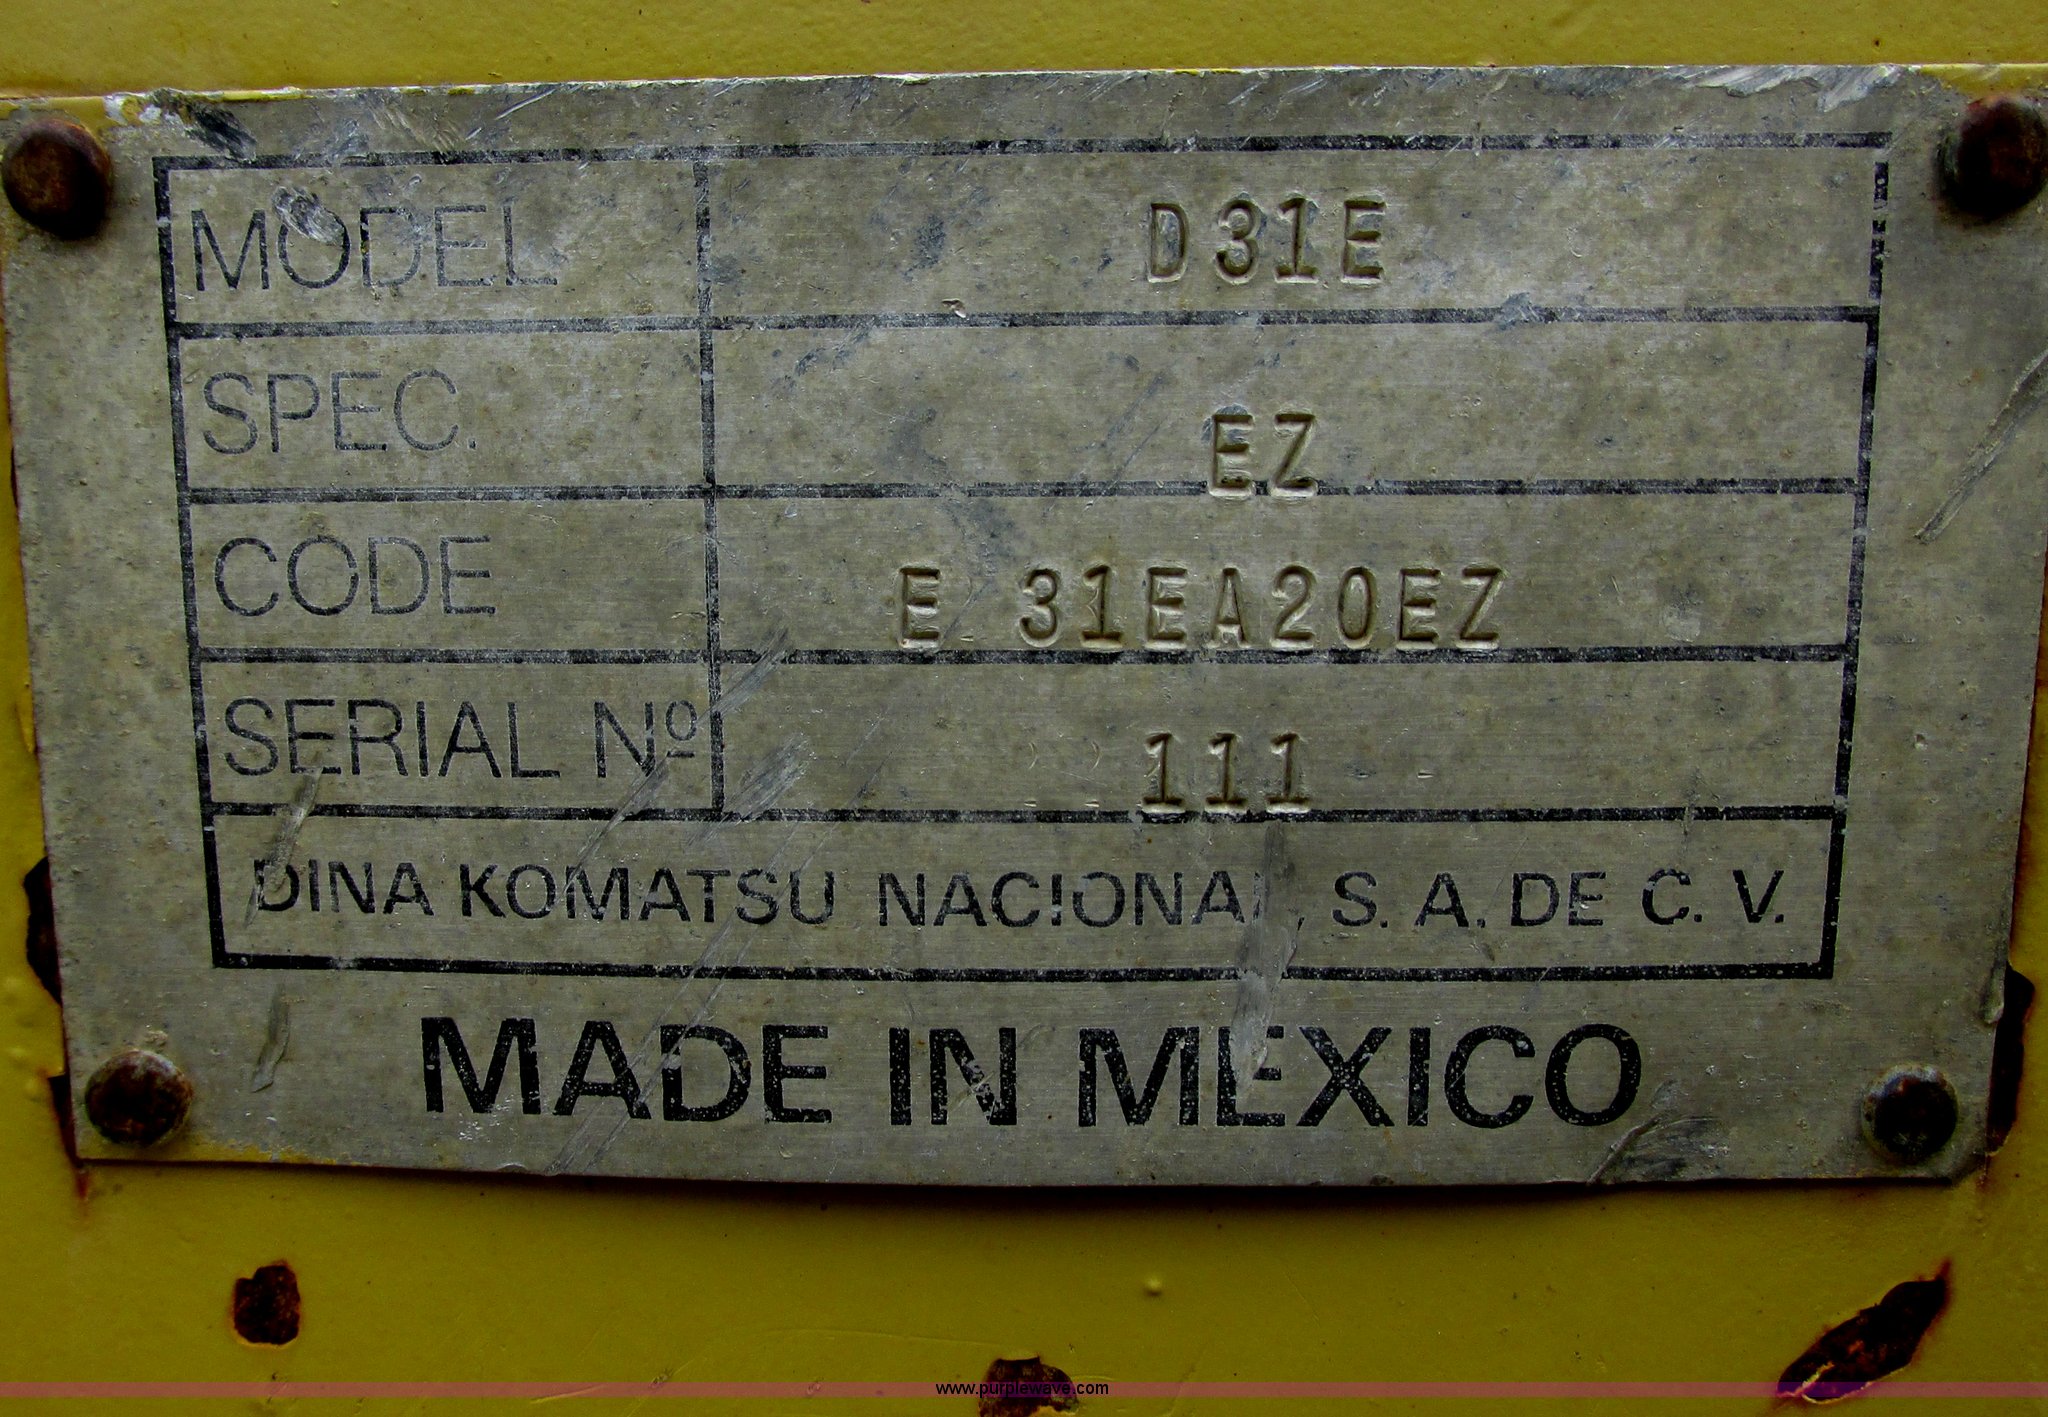 MODEL D31E
SPEC. EZ
CODE E 31EA20EZ
SERIAL Nº 111
DINA KOMATSU NACIONAL, S. A. DE C. V.
MADE IN MEXICO
www.purplewave.com